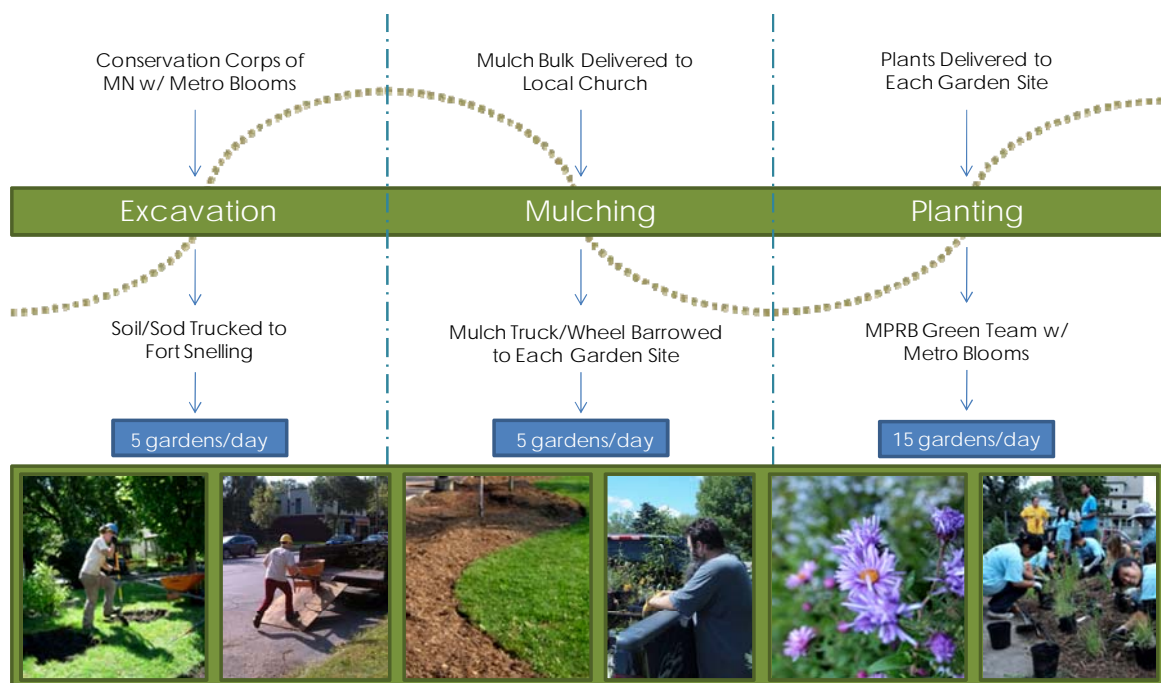 Conservation Corps of
MN w/ Metro Blooms
Mulch Bulk Delivered to
Local Church
Plants Delivered to
Each Garden Site
Excavation
Mulching
Planting
Soil/Sod Trucked to
Fort Snelling
Mulch Truck/Wheel Barrowed
to Each Garden Site
MPRB Green Team w/
Metro Blooms
5 gardens/day
5 gardens/day
15 gardens/day